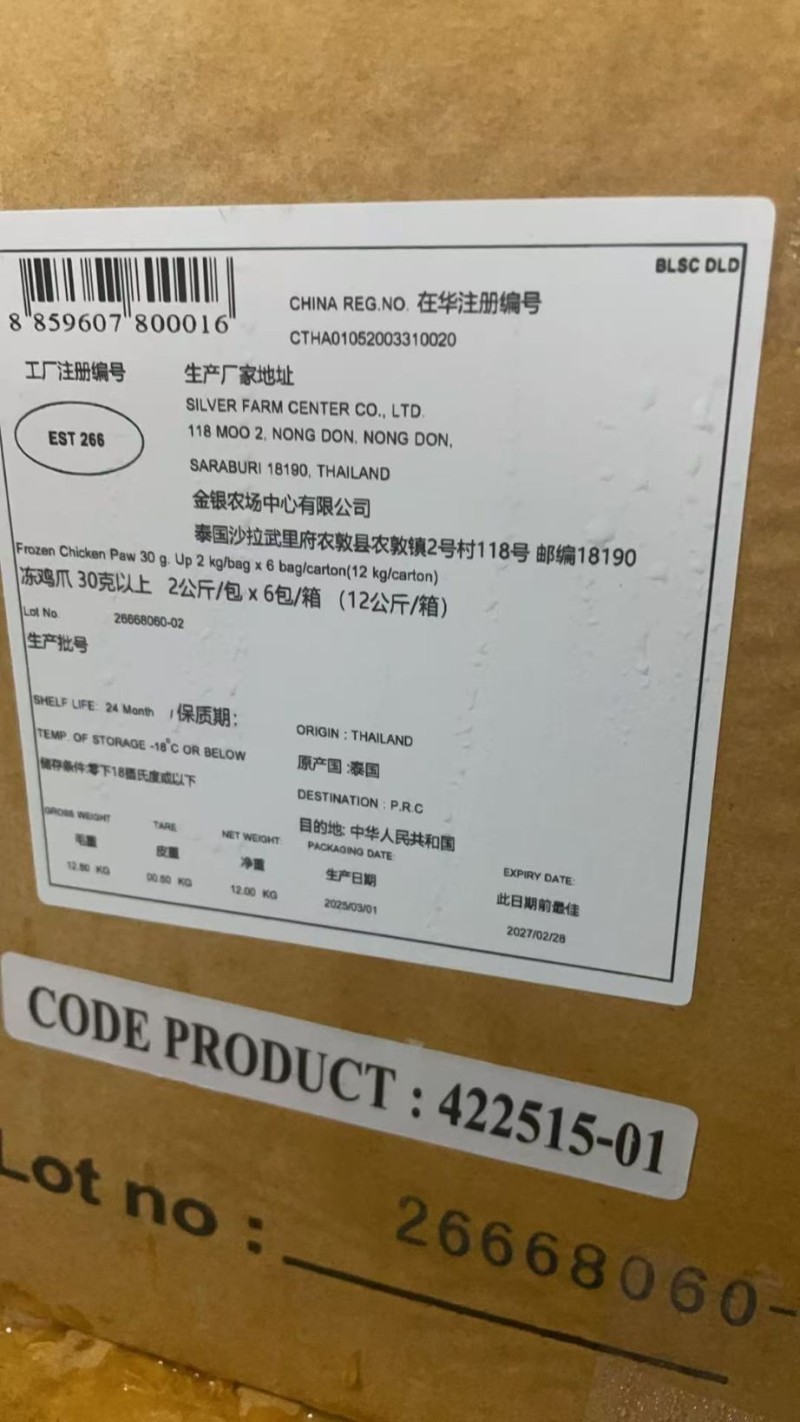 BLSC DLD
8 859607 800016
CHINA REG.NO. 在华注册编号
CTHA01052003310020
工厂注册编号
EST 266
生产厂家地址
SILVER FARM CENTER CO., LTD.
118 MOO 2, NONG DON, NONG DON,
SARABURI 18190, THAILAND
金银农场中心有限公司
泰国沙拉武里府农敦县农敦镇2号村118号 邮编18190
Frozen Chicken Paw 30 g. Up 2 kg/bag x 6 bag/carton(12 kg/carton)
冻鸡爪 30克以上 2公斤/包 x 6包/箱 (12公斤/箱)
Lot No. 26668060-02
生产批号
SHELF LIFE: 24 Month / 保质期:
TEMP. OF STORAGE -18°C OR BELOW
储存条件:零下18摄氏度或以下
ORIGIN : THAILAND
原产国 :泰国
DESTINATION : P.R.C
目的地: 中华人民共和国
GROSS WEIGHT TARE NET WEIGHT PACKAGING DATE: EXPIRY DATE:
毛重 皮重 净重 生产日期 此日期前最佳
12.50 KG 00.50 KG 12.00 KG 2025/03/01 2027/02/28
CODE PRODUCT : 422515-01
Lot no : 26668060-